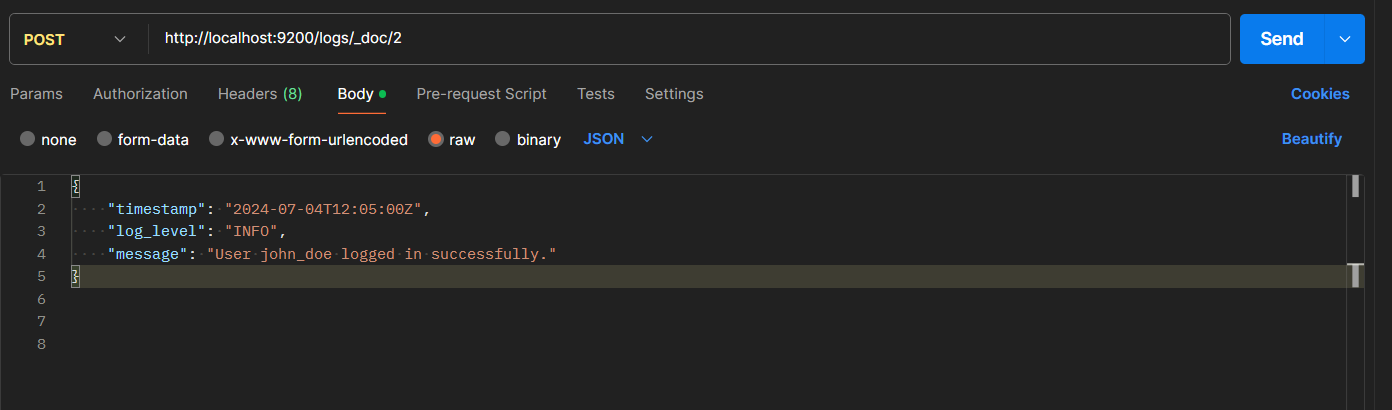 POST http://localhost:9200/logs/_doc/2 Send
Params Authorization Headers (8) Body Pre-request Script Tests Settings Cookies
none form-data x-www-form-urlencoded raw binary JSON Beautify
1 {
2 "timestamp": "2024-07-04T12:05:00Z",
3 "log_level": "INFO",
4 "message": "User john_doe logged in successfully."
5 }
6
7
8